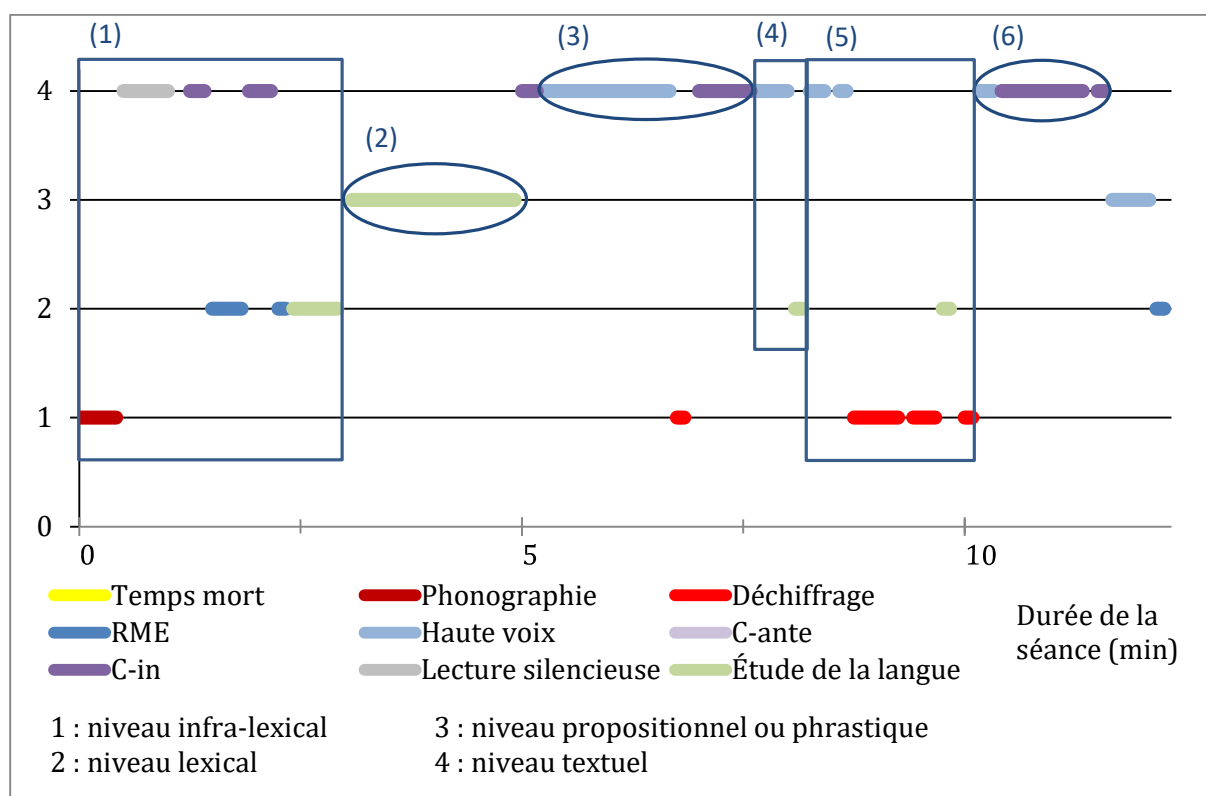 (1)
(3)
(4)
(5)
(6)
4
(2)
3
2
1
0
0
5
10
Temps mort
Phonographie
Déchiffrage
RME
Haute voix
C-ante
C-in
Lecture silencieuse
Étude de la langue
Durée de la
séance (min)
1 : niveau infra-lexical
3 : niveau propositionnel ou phrastique
2 : niveau lexical
4 : niveau textuel